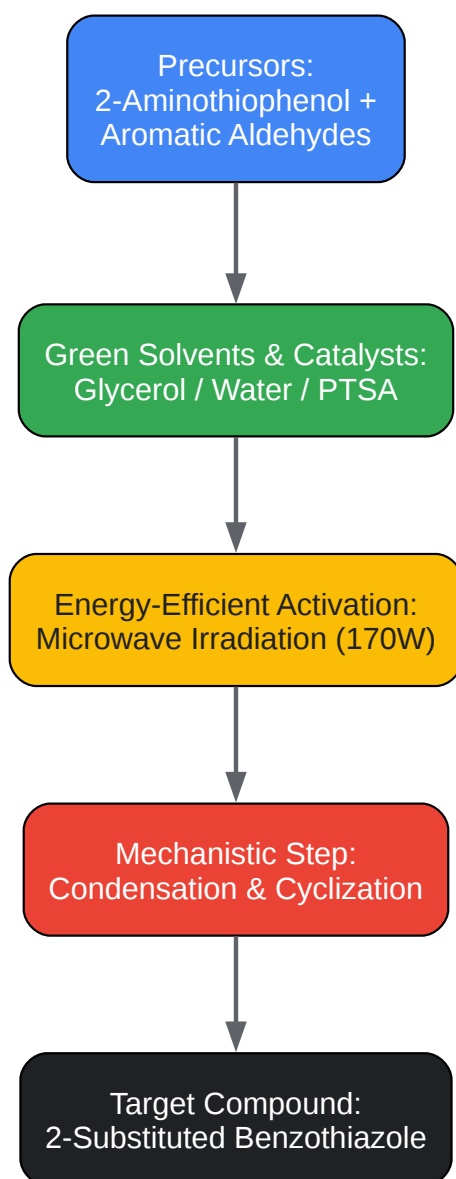 Precursors:
2-Aminothiophenol +
Aromatic Aldehydes
Green Solvents & Catalysts:
Glycerol / Water / PTSA
Energy-Efficient Activation:
Microwave Irradiation (170W)
Mechanistic Step:
Condensation & Cyclization
Target Compound:
2-Substituted Benzothiazole